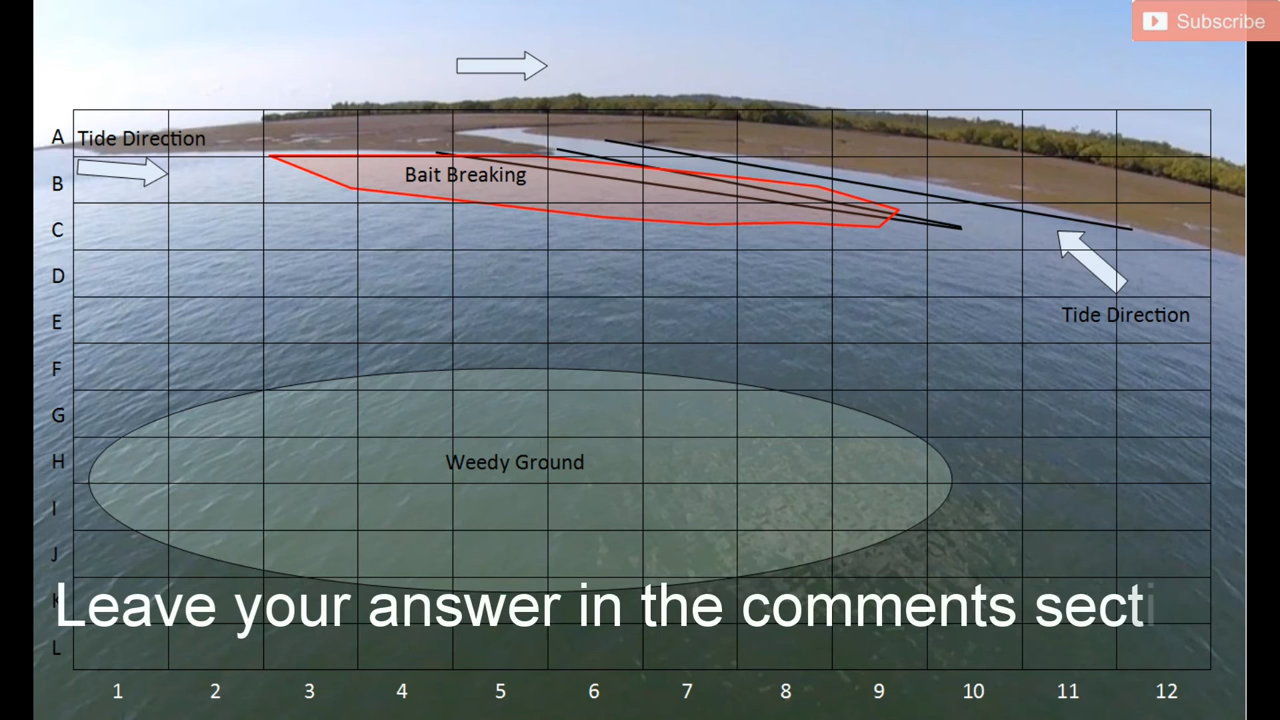 Subscribe
A
Tide Direction
B
Bait Breaking
C
D
E
Tide Direction
F
G
H
Weedy Ground
I
J
K
Leave your answer in the comments secti
L
1 2 3 4 5 6 7 8 9 10 11 12